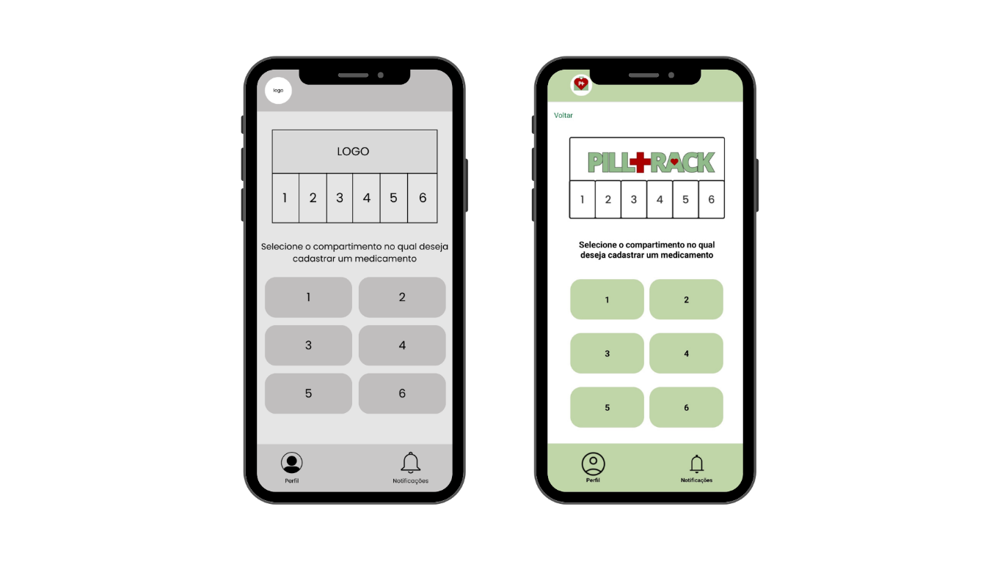 logo
LOGO
1 2 3 4 5 6
Selecione o compartimento no qual deseja
cadastrar um medicamento
1 2
3 4
5 6
Perfil Notificações
P+
Voltar
PILL+RACK
1 2 3 4 5 6
Selecione o compartimento no qual
deseja cadastrar um medicamento
1 2
3 4
5 6
Perfil Notificações